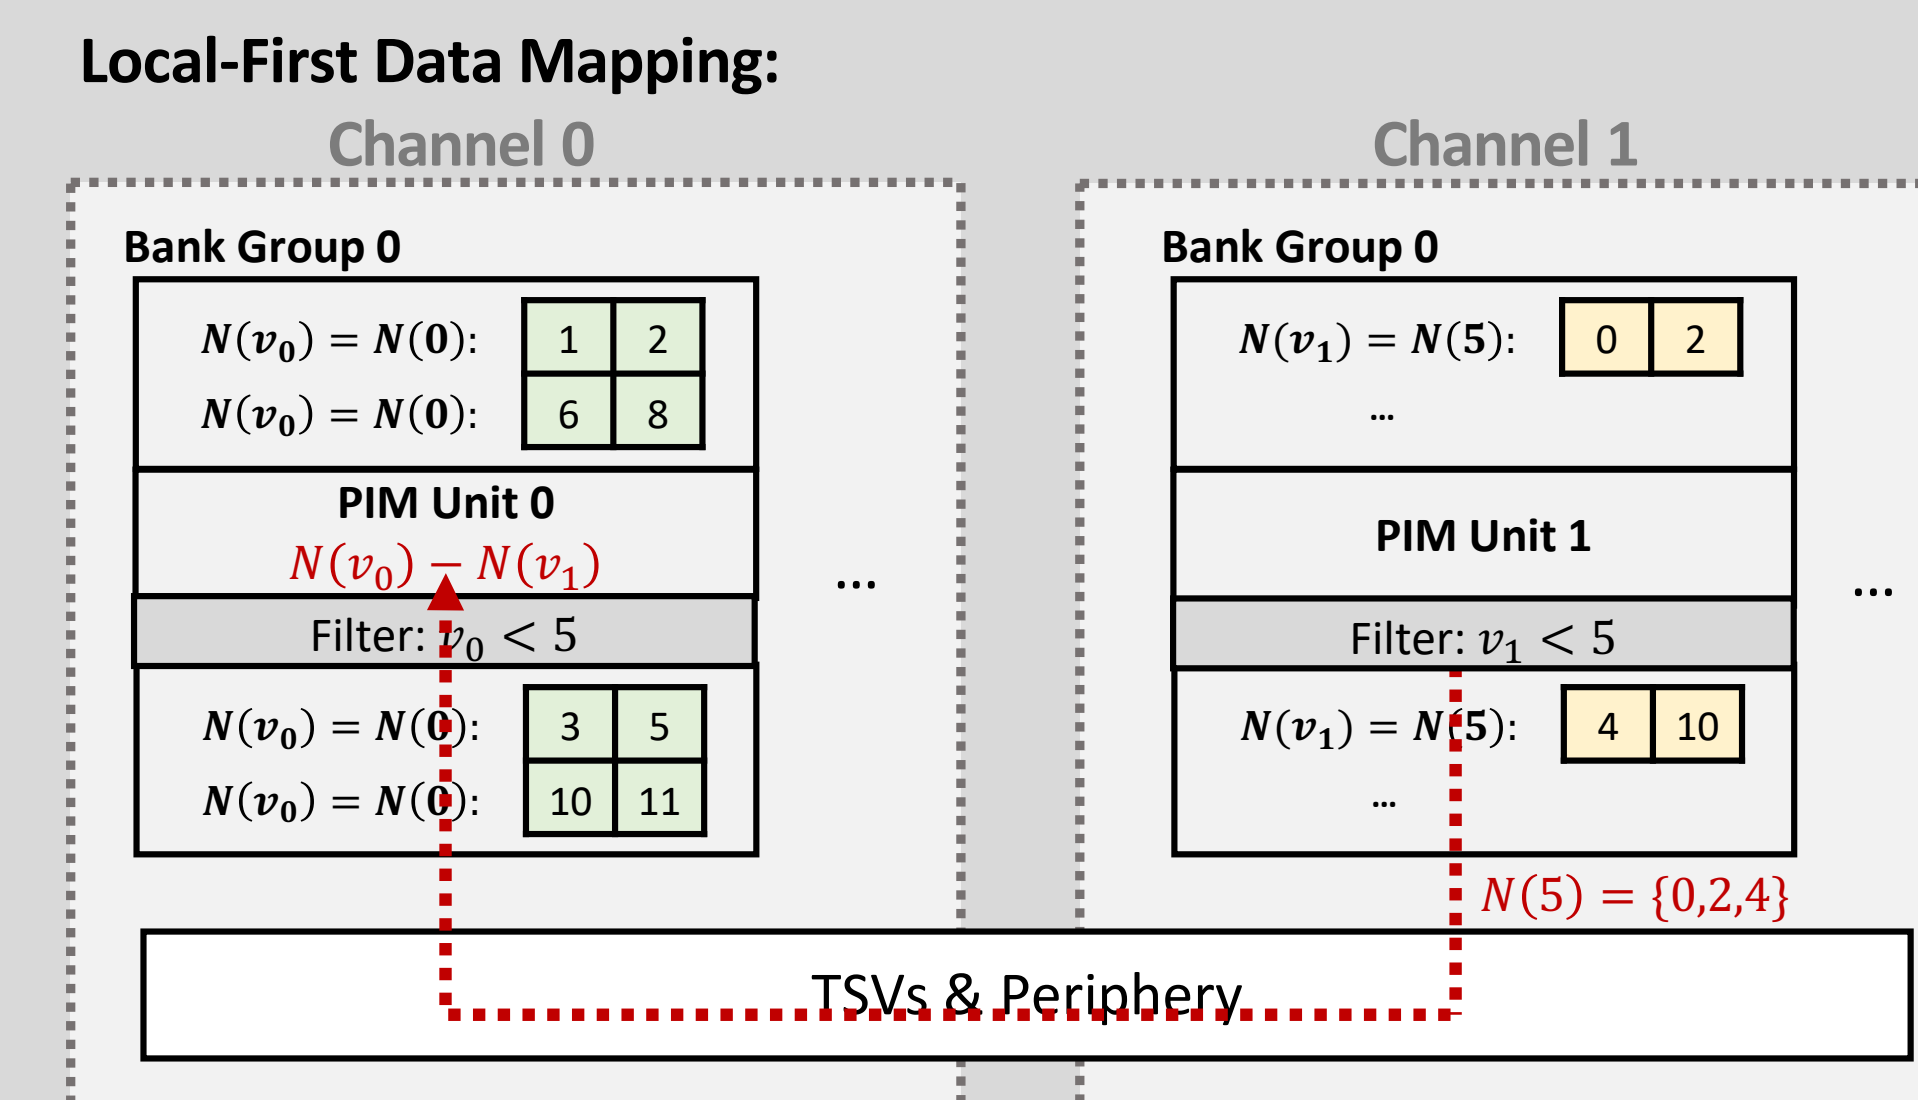 Local-First Data Mapping:
Channel 0
Bank Group 0
N(v₀) = N(0): 1 2
N(v₀) = N(0): 6 8
PIM Unit 0
N(v₀) − N(v₁)
Filter: v₀ < 5
N(v₀) = N(0): 3 5
N(v₀) = N(0): 10 11
...
Channel 1
Bank Group 0
N(v₁) = N(5): 0 2
...
PIM Unit 1
Filter: v₁ < 5
N(v₁) = N(5): 4 10
...
...
N(5) = {0,2,4}
TSVs & Periphery